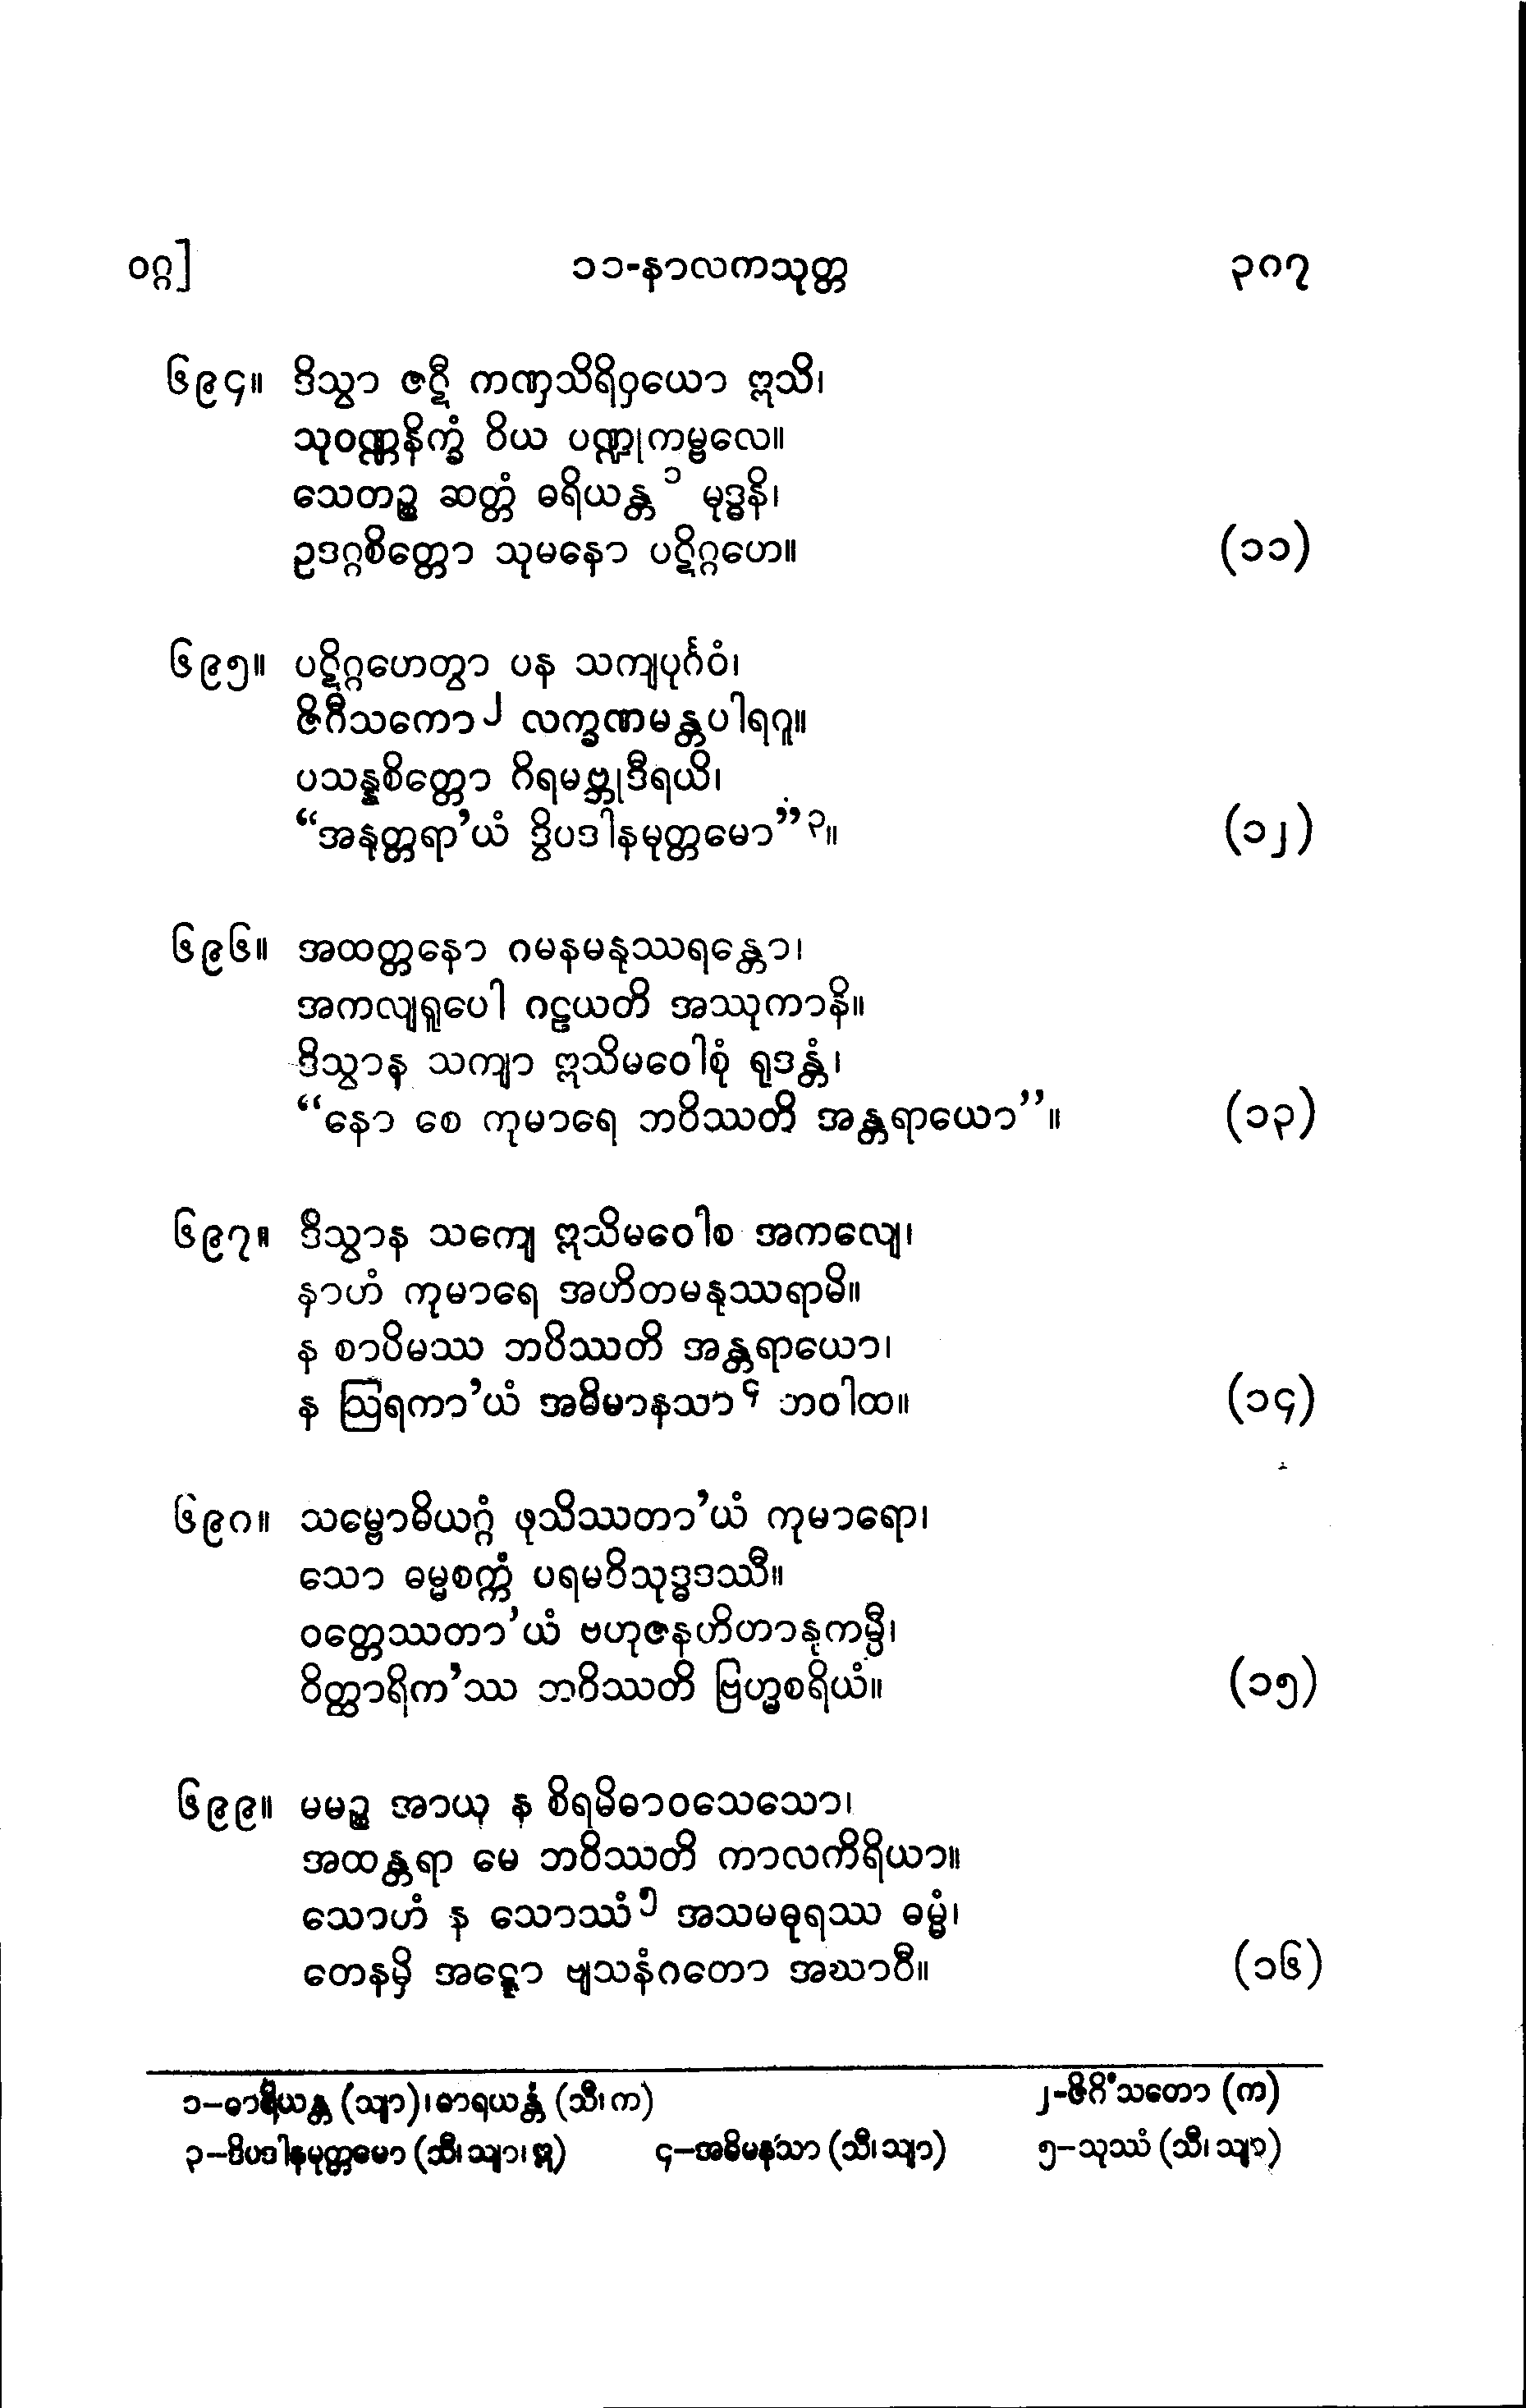 ဝဂ္ဂ] ၁၁-နာလကသုတ္တ ၃၈၇
၆၉၄။ ဒိသွာ ဇဋီ ကဏှသိရိဝှယော ဣသိ၊
သုဝဏ္ဏနိက္ခံ ဝိယ ပဏ္ဍုကမ္ဗလေ။
သေတဉ္စ ဆတ္တံ ဓရိယန္တ ၁ မုဒ္ဓနိ၊
ဥဒဂ္ဂစိတ္တော သုမနော ပဋိဂ္ဂဟေ။ (၁၁)
၆၉၅။ ပဋိဂ္ဂဟေတွာ ပန သကျပုင်္ဂဝံ၊
ဇိဂီသကော ၂ လက္ခဏမန္တပါရဂူ။
ပသန္နစိတ္တော ဂိရမဗ္ဘုဒီရယိ၊
“အနုတ္တရာ’ယံ ဒွိပဒါနမုတ္တမော” ၃။ (၁၂)
၆၉၆။ အထတ္တနော ဂမနမနုဿရန္တော၊
အကလျရူပေါ ဂဠယတိ အဿုကာနိ။
ဒိသွာန သကျာ ဣသိမဝေါစုံ ရုဒန္တံ၊
“နော စေ ကုမာရေ ဘဝိဿတိ အန္တရာယော”။ (၁၃)
၆၉၇။ ဒိသွာန သကျေ ဣသိမဝေါစ အကလျေ၊
နာဟံ ကုမာရေ အဟိတမနုဿရာမိ။
န စာပိမဿ ဘဝိဿတိ အန္တရာယော၊
န ဩရကာ’ယံ အဓိမာနသာ ၄ ဘဝါထ။ (၁၄)
၆၉၈။ သမ္ဗောဓိယဂ္ဂံ ဖုသိဿတာ’ယံ ကုမာရော၊
သော ဓမ္မစက္ကံ ပရမဝိသုဒ္ဓဒဿီ။
ဝတ္တေဿတာ’ယံ ဗဟုဇနဟိတာနုကမ္ပီ၊
ဝိတ္ထာရိက’ဿ ဘဝိဿတိ ဗြဟ္မစရိယံ။ (၁၅)
၆၉၉။ မမဉ္စ အာယု န စိရမိဓာဝသေသော၊
အထန္တရာ မေ ဘဝိဿတိ ကာလကိရိယာ။
သောဟံ န သောဿံ ၅ အသမဓုရဿ ဓမ္မံ၊
တေနမှိ အဋ္ဋော ဗျသနံဂတော အဃာဝီ။ (၁၆)
၁–ဓာရိယန္တ (သျာ)၊ ဓာရယန္တံ (သီ၊ က) ၂–ဇိဂိံသတော (က)
၃–ဒိပဒါနမုတ္တမော (သီ၊ သျာ၊ ဣ) ၄–အဓိမနသာ (သီ၊ သျာ) ၅–သုဿံ (သီ၊ သျာ)